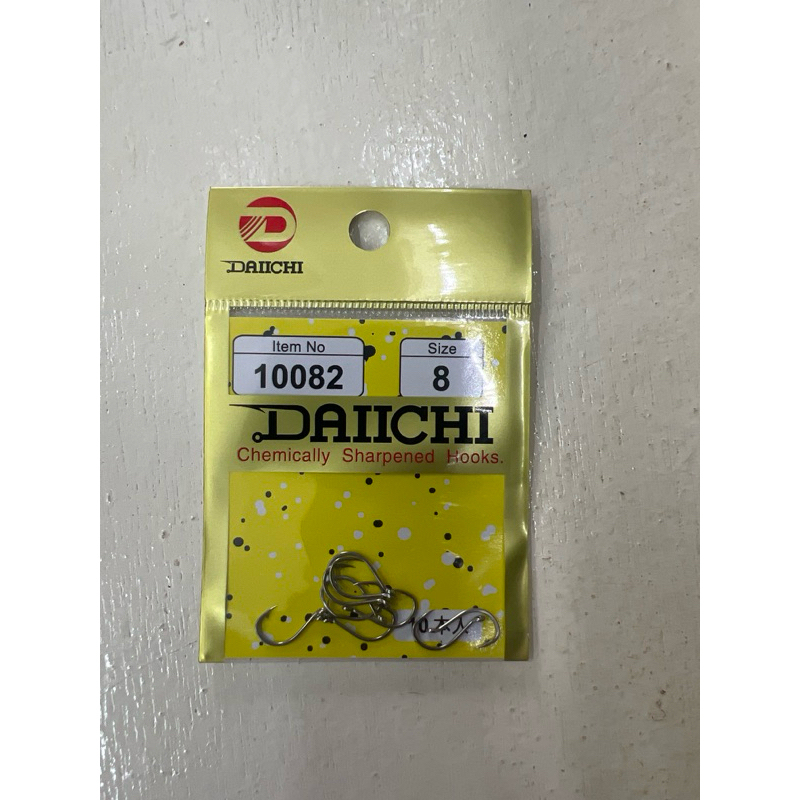 DAIICHI
Item No
10082
Size
8
DAIICHI
Chemically Sharpened Hooks.